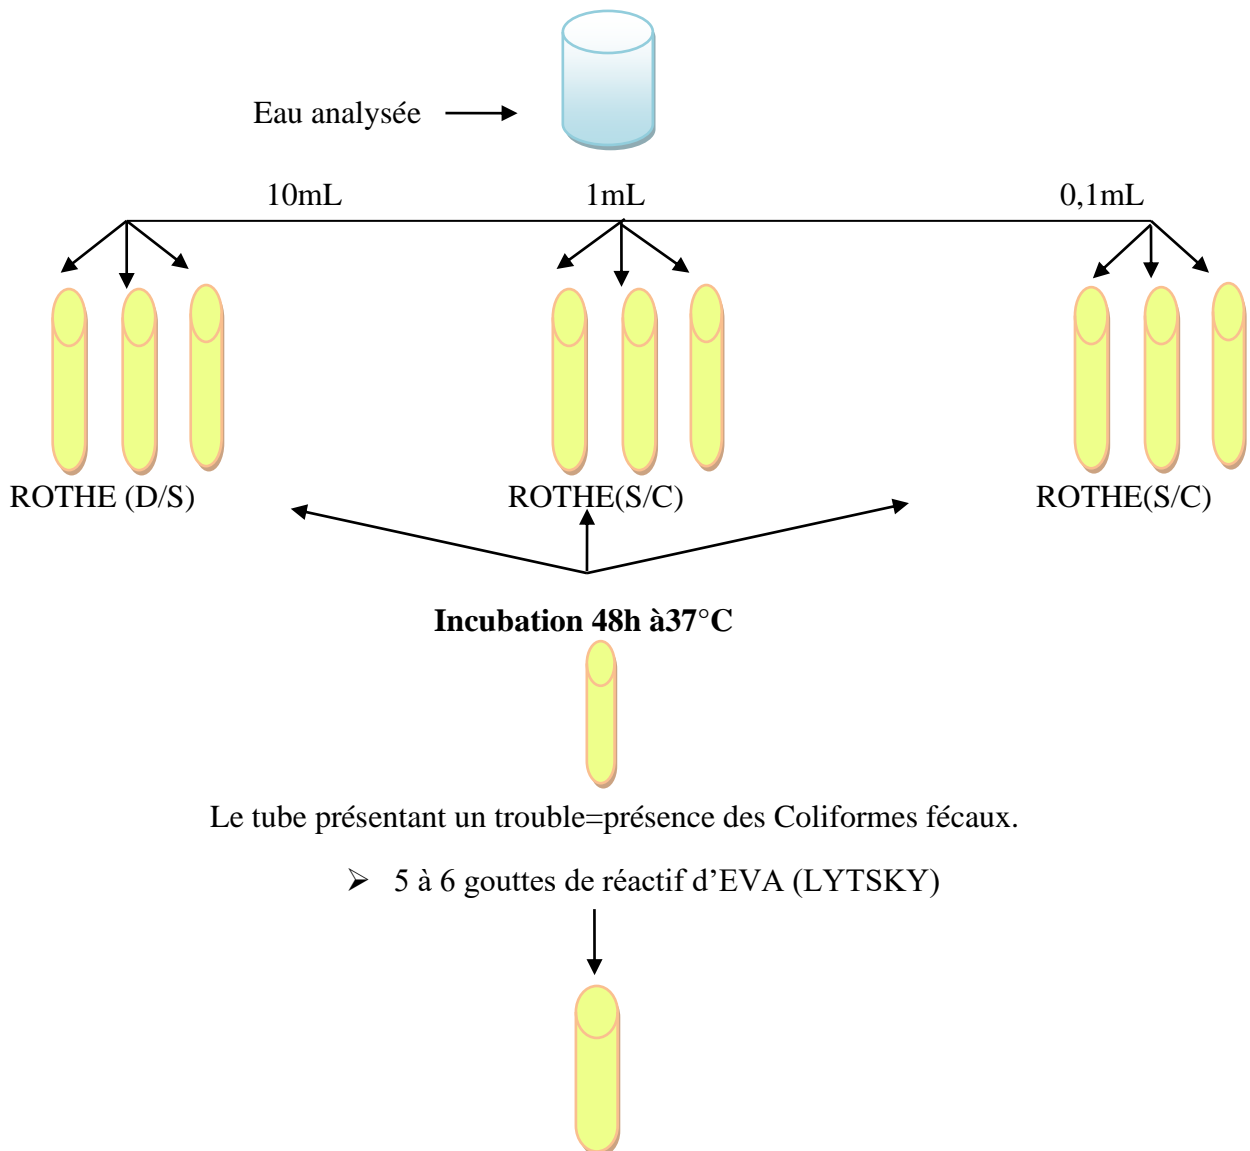 Eau analysée
10mL 1mL 0,1mL
ROTHE (D/S) ROTHE(S/C) ROTHE(S/C)
Incubation 48h à37°C
Le tube présentant un trouble=présence des Coliformes fécaux.
➢ 5 à 6 gouttes de réactif d’EVA (LYTSKY)